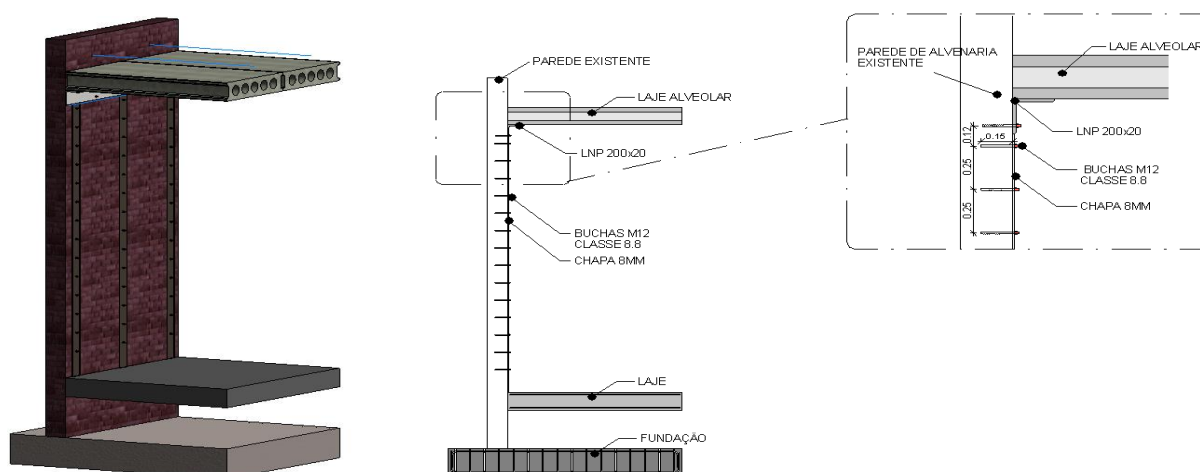 PAREDE EXISTENTE
LAJE ALVEOLAR
LNP 200x20
BUCHAS M12
CLASSE 8.8
CHAPA 8MM
LAJE
FUNDAÇÃO
PAREDE DE ALVENARIA
EXISTENTE
LAJE ALVEOLAR
LNP 200x20
0.12
0.15
0.25
0.25
BUCHAS M12
CLASSE 8.8
CHAPA 8MM